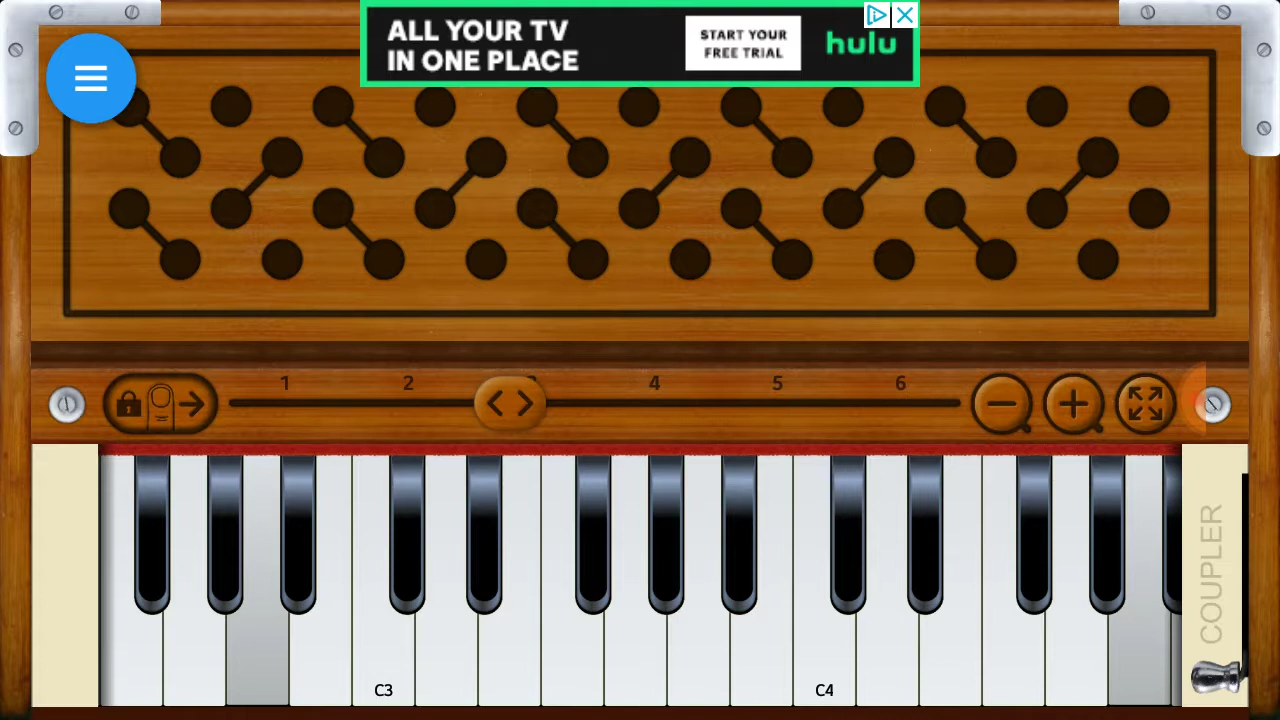 ALL YOUR TV
IN ONE PLACE
START YOUR
FREE TRIAL
hulu
1 2 4 5 6
COUPLER
C3 C4